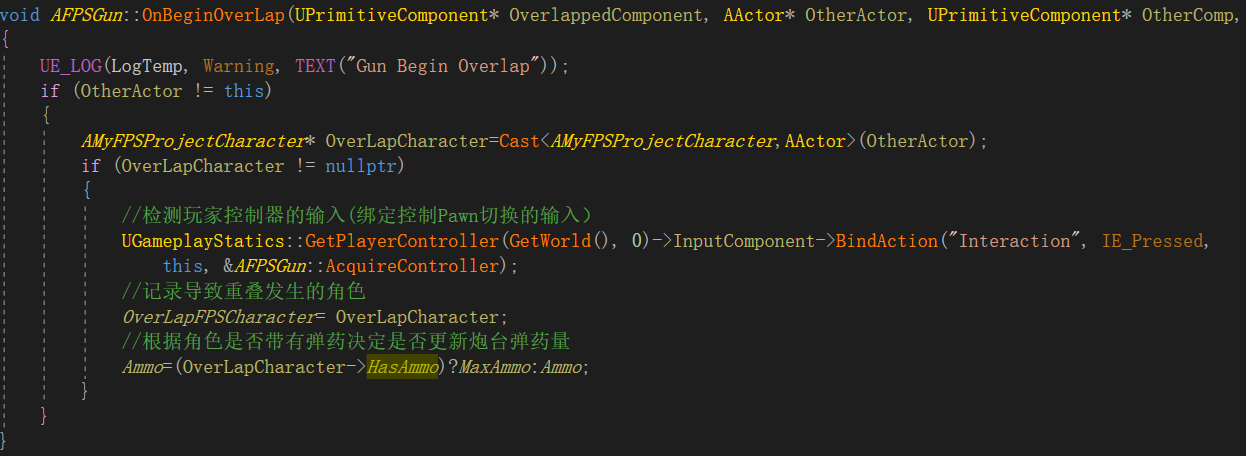 void AFPSGun::OnBeginOverLap(UPrimitiveComponent* OverlappedComponent, AActor* OtherActor, UPrimitiveComponent* OtherComp,
{
UE_LOG(LogTemp, Warning, TEXT("Gun Begin Overlap"));
if (OtherActor != this)
{
AMyFPSProjectCharacter* OverLapCharacter=Cast<AMyFPSProjectCharacter,AActor>(OtherActor);
if (OverLapCharacter != nullptr)
{
//检测玩家控制器的输入(绑定控制Pawn切换的输入）
UGameplayStatics::GetPlayerController(GetWorld(), 0)->InputComponent->BindAction("Interaction", IE_Pressed,
this, &AFPSGun::AcquireController);
//记录导致重叠发生的角色
OverLapFPSCharacter= OverLapCharacter;
//根据角色是否带有弹药决定是否更新炮台弹药量
Ammo=(OverLapCharacter->HasAmmo)?MaxAmmo:Ammo;
}
}
}